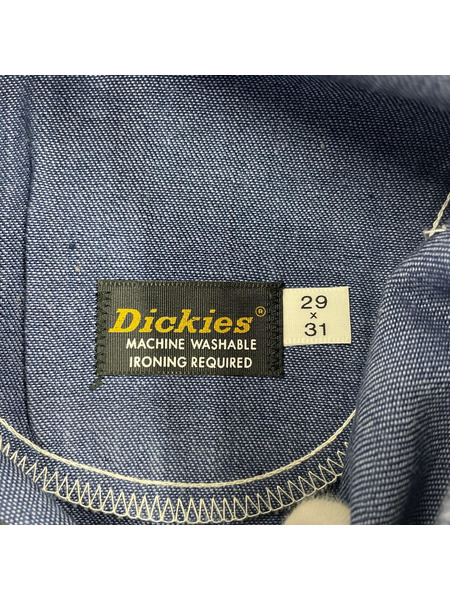 Dickies®
MACHINE WASHABLE
IRONING REQUIRED
29
×
31